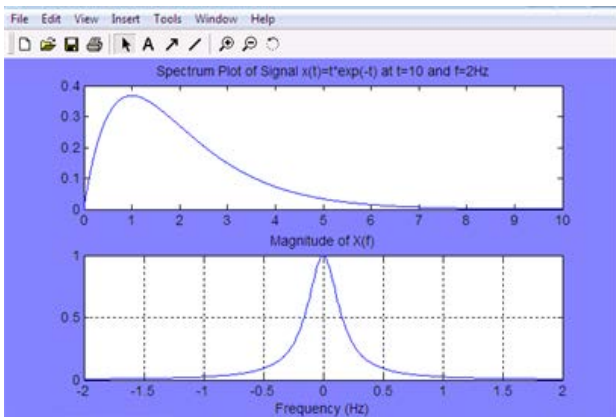 File Edit View Insert Tools Window Help
A
Spectrum Plot of Signal x(t)=t*exp(-t) at t=10 and f=2Hz
0.4
0.3
0.2
0.1
0
0 1 2 3 4 5 6 7 8 9 10
Magnitude of X(f)
1
0.5
0
-2 -1.5 -1 -0.5 0 0.5 1 1.5 2
Frequency (Hz)